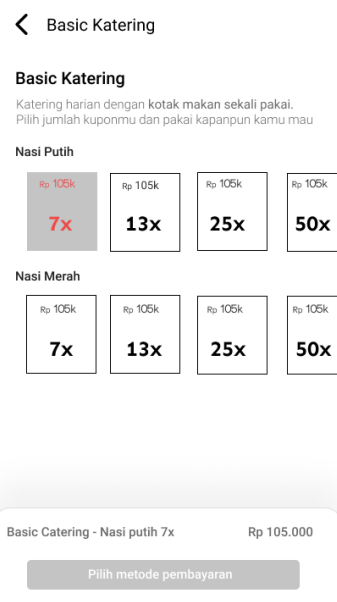 Basic Katering
Basic Katering
Katering harian dengan kotak makan sekali pakai.
Pilih jumlah kuponmu dan pakai kapanpun kamu mau
Nasi Putih
Rp 105k Rp 105k Rp 105k Rp 105k
7x 13x 25x 50x
Nasi Merah
Rp 105k Rp 105k Rp 105k Rp 105k
7x 13x 25x 50x
Basic Catering - Nasi putih 7x Rp 105.000
Pilih metode pembayaran